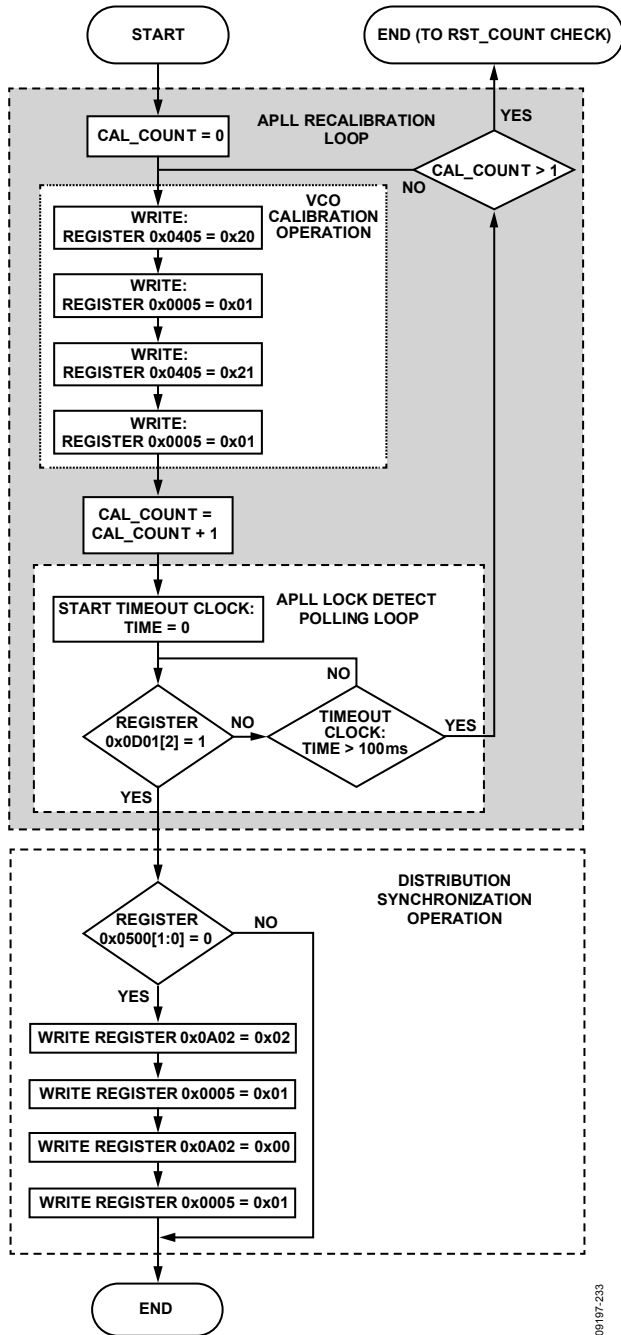 START
END (TO RST_COUNT CHECK)
YES
CAL_COUNT = 0
APLL RECALIBRATION
LOOP
CAL_COUNT > 1
NO
VCO
CALIBRATION
OPERATION
WRITE:
REGISTER 0x0405 = 0x20
WRITE:
REGISTER 0x0005 = 0x01
WRITE:
REGISTER 0x0405 = 0x21
WRITE:
REGISTER 0x0005 = 0x01
CAL_COUNT =
CAL_COUNT + 1
START TIMEOUT CLOCK:
TIME = 0
APLL LOCK DETECT
POLLING LOOP
NO
REGISTER
0x0D01[2] = 1
NO
TIMEOUT
CLOCK:
TIME > 100ms
YES
YES
DISTRIBUTION
SYNCHRONIZATION
OPERATION
REGISTER
0x0500[1:0] = 0
NO
YES
WRITE REGISTER 0x0A02 = 0x02
WRITE REGISTER 0x0005 = 0x01
WRITE REGISTER 0x0A02 = 0x00
WRITE REGISTER 0x0005 = 0x01
END
09197-233